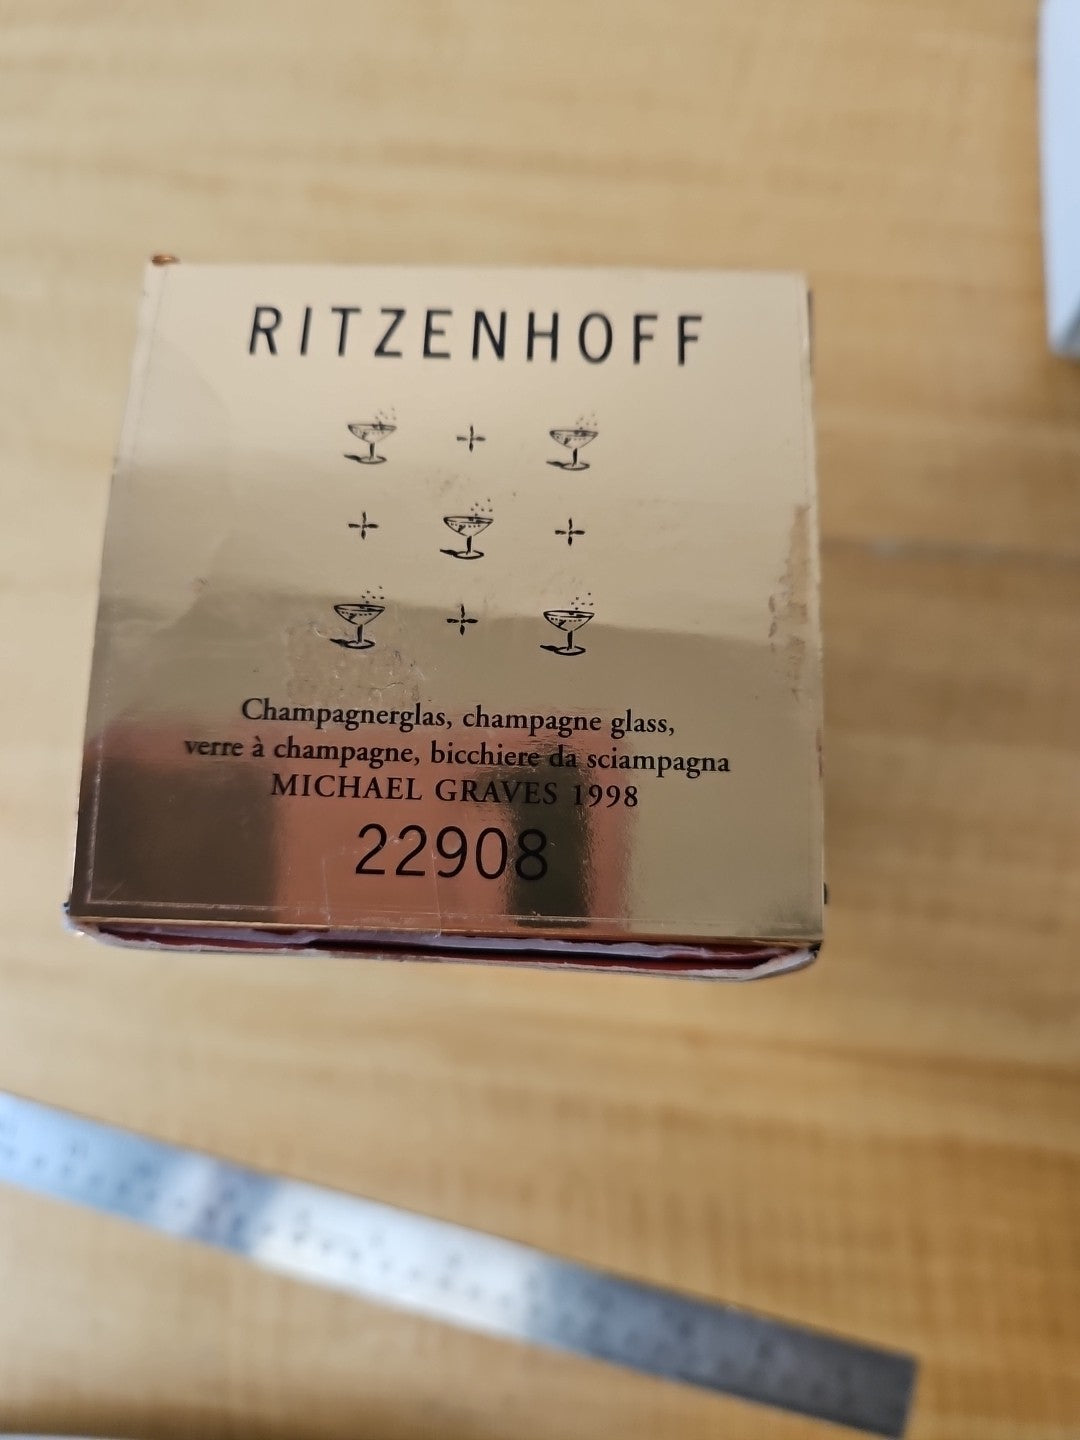 RITZENHOFF
Champagnerglas, champagne glass,
verre à champagne, bicchiere da sciampagna
MICHAEL GRAVES 1998
22908